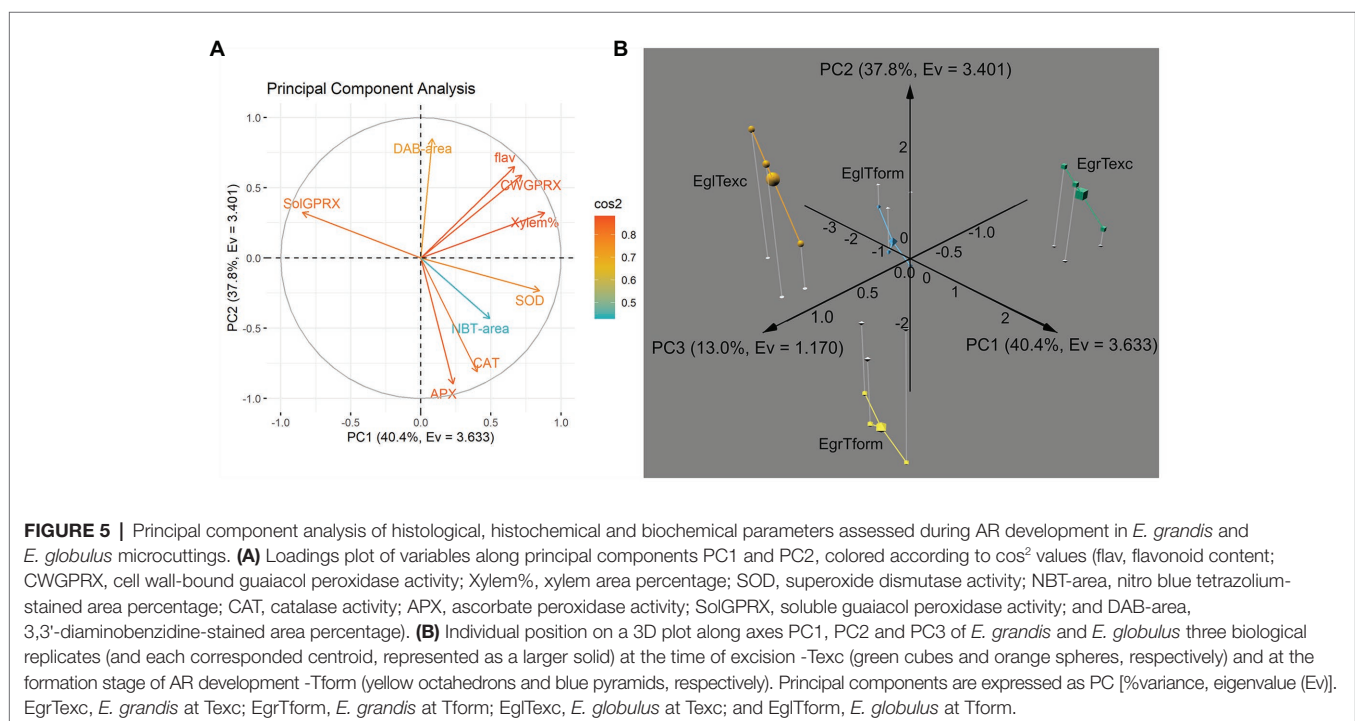 A
Principal Component Analysis
PC2 (37.8%, Ev = 3.401)
1.0
0.5
0.0
-0.5
-1.0
-1.0
-0.5
0.0
0.5
1.0
PC1 (40.4%, Ev = 3.633)
DAB-area
flav
CWGPRX
Xylem%
SolGPRX
SOD
NBT-area
CAT
APX
cos2
0.8
0.7
0.6
0.5
B
PC2 (37.8%, Ev = 3.401)
2
EglTexc
EglTform
EgrTexc
-3
-2
-1
0
0.0
0
-0.5
-1.0
0.5
1.0
1
2
-2
PC3 (13.0%, Ev = 1.170)
PC1 (40.4%, Ev = 3.633)
EgrTform
FIGURE 5 | Principal component analysis of histological, histochemical and biochemical parameters assessed during AR development in E. grandis and
E. globulus microcuttings. (A) Loadings plot of variables along principal components PC1 and PC2, colored according to cos² values (flav, flavonoid content;
CWGPRX, cell wall-bound guaiacol peroxidase activity; Xylem%, xylem area percentage; SOD, superoxide dismutase activity; NBT-area, nitro blue tetrazolium-
stained area percentage; CAT, catalase activity; APX, ascorbate peroxidase activity; SolGPRX, soluble guaiacol peroxidase activity; and DAB-area,
3,3'-diaminobenzidine-stained area percentage). (B) Individual position on a 3D plot along axes PC1, PC2 and PC3 of E. grandis and E. globulus three biological
replicates (and each corresponded centroid, represented as a larger solid) at the time of excision -Texc (green cubes and orange spheres, respectively) and at the
formation stage of AR development -Tform (yellow octahedrons and blue pyramids, respectively). Principal components are expressed as PC [%variance, eigenvalue (Ev)].
EgrTexc, E. grandis at Texc; EgrTform, E. grandis at Tform; EglTexc, E. globulus at Texc; and EglTform, E. globulus at Tform.